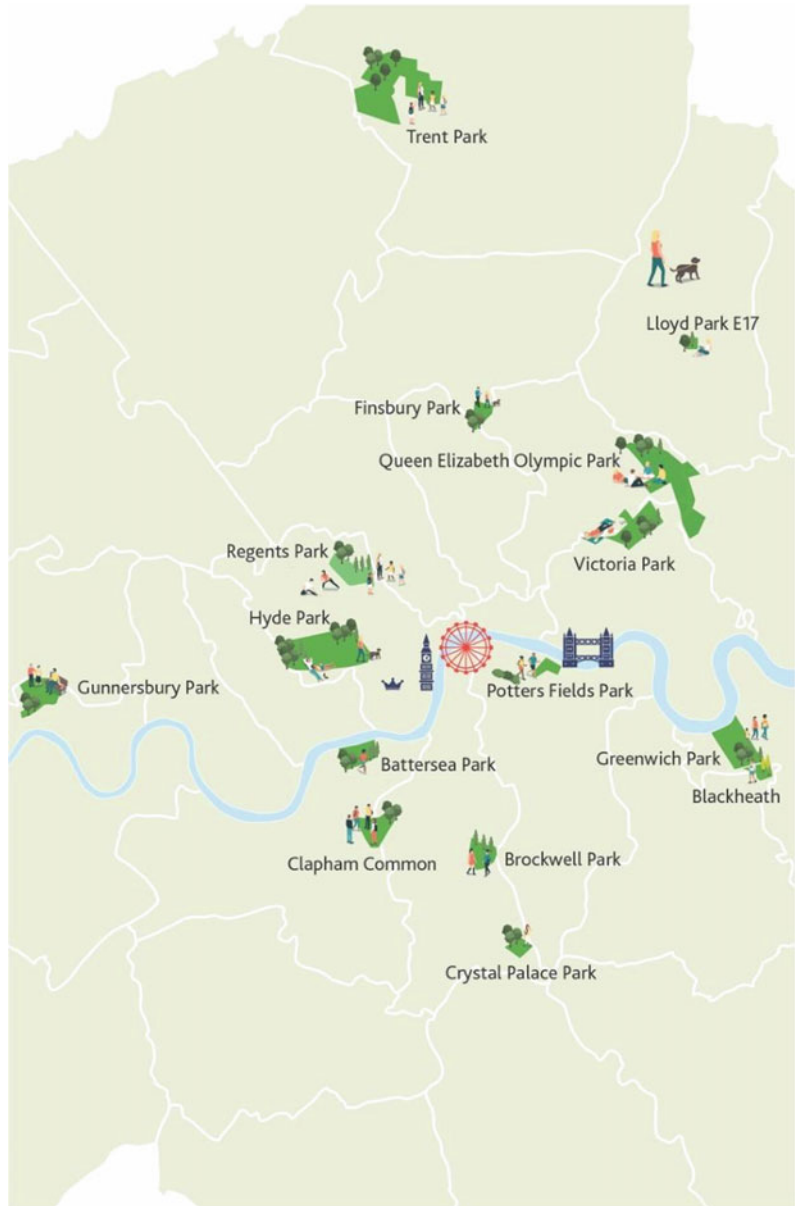 Trent Park
Lloyd Park E17
Finsbury Park
Queen Elizabeth Olympic Park
Regents Park
Victoria Park
Hyde Park
Gunnersbury Park
Potters Fields Park
Battersea Park
Greenwich Park
Blackheath
Clapham Common
Brockwell Park
Crystal Palace Park